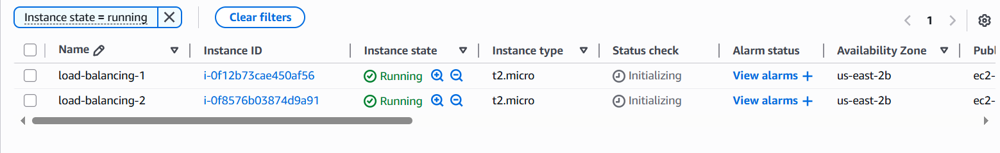 Instance state = running Clear filters 1
Name Instance ID Instance state Instance type Status check Alarm status Availability Zone Publ
load-balancing-1 i-0f12b73cae450af56 Running t2.micro Initializing View alarms + us-east-2b ec2-
load-balancing-2 i-0f8576b03874d9a91 Running t2.micro Initializing View alarms + us-east-2b ec2-